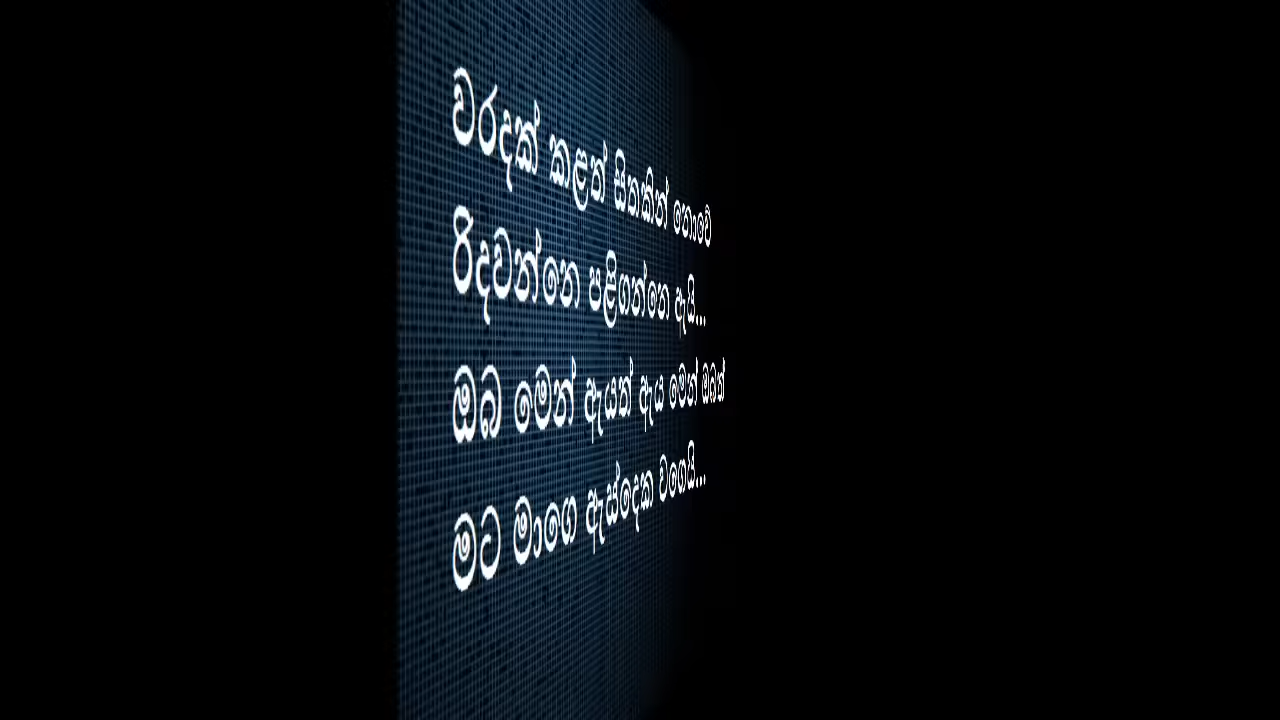 වරදක් කළත් සිතකින් නොවේ
රිදවන්නෙ පළිගන්නෙ ඇයි...
ඔබ මෙන් ඇයත් ඇය මෙන් ඔබත්
මට මාගෙ ඇස්දෙක වගෙයි...